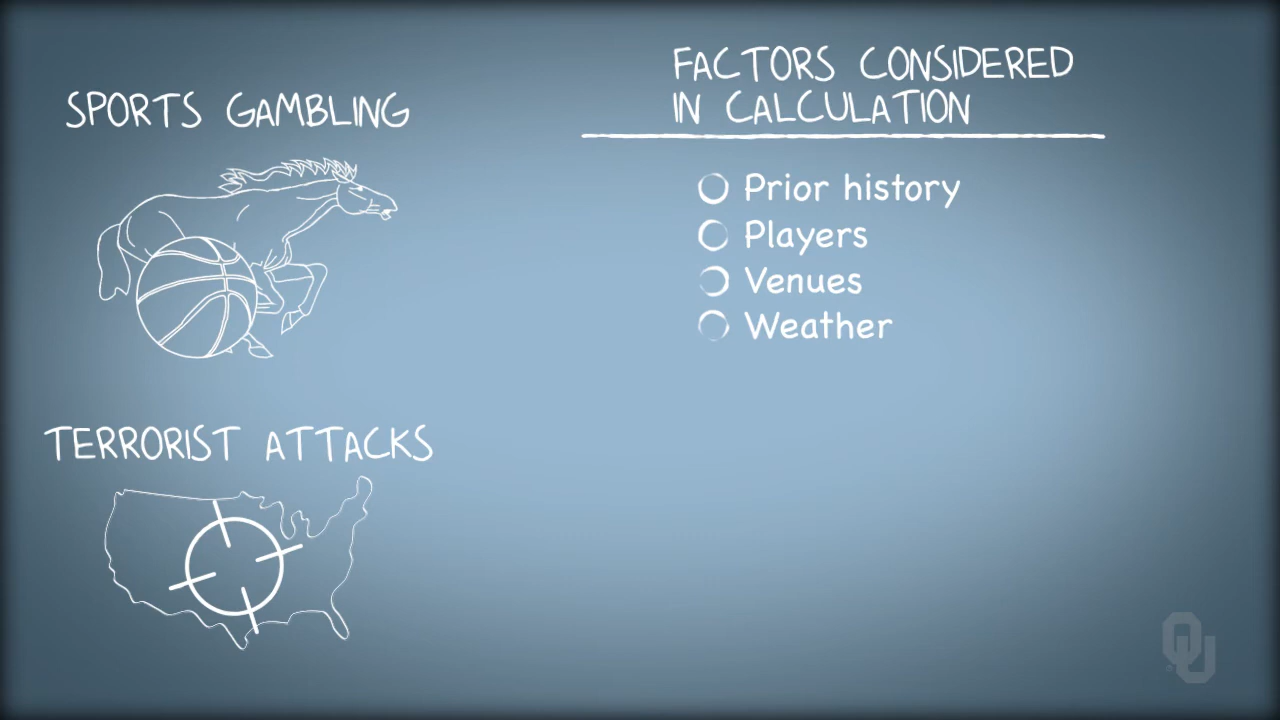 SPORTS GAMBLING
TERRORIST ATTACKS
FACTORS CONSIDERED
IN CALCULATION
Prior history
Players
Venues
Weather
OU